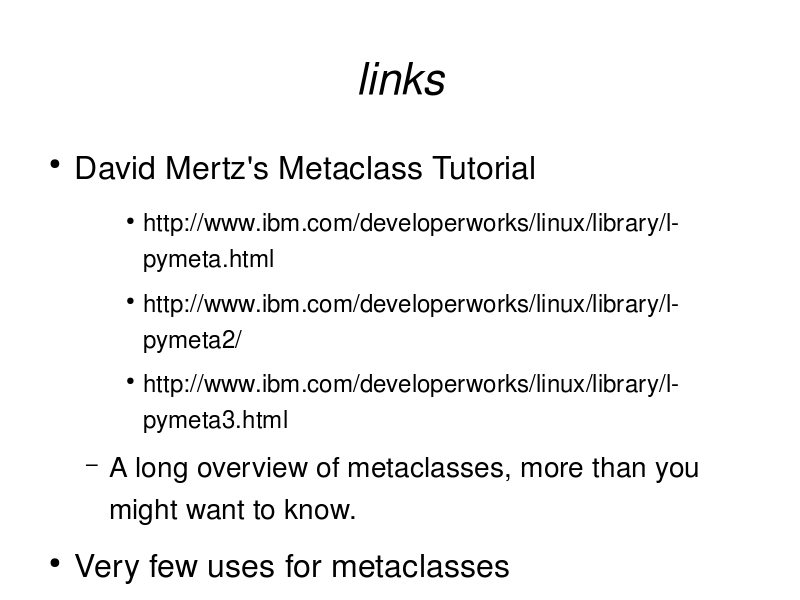 links
• David Mertz's Metaclass Tutorial
• http://www.ibm.com/developerworks/linux/library/l-
pymeta.html
• http://www.ibm.com/developerworks/linux/library/l-
pymeta2/
• http://www.ibm.com/developerworks/linux/library/l-
pymeta3.html
– A long overview of metaclasses, more than you
might want to know.
• Very few uses for metaclasses